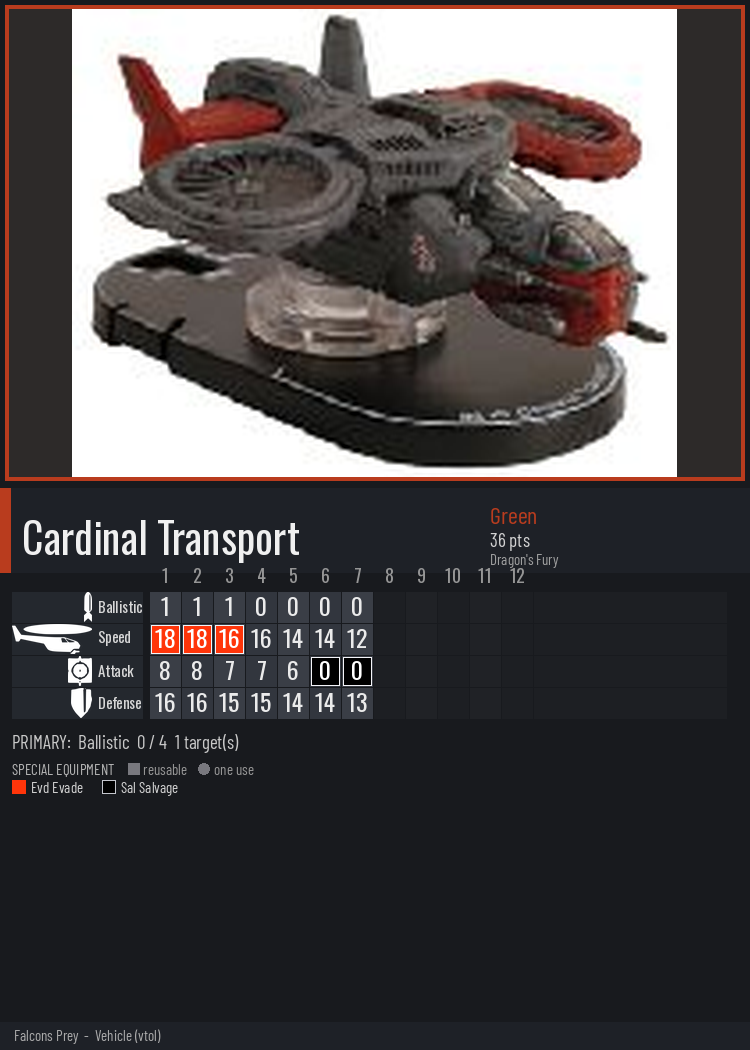 Cardinal Transport
Green
36 pts
Dragon's Fury
1 2 3 4 5 6 7 8 9 10 11 12
Ballistic 1 1 1 0 0 0 0
Speed 18 18 16 16 14 14 12
Attack 8 8 7 7 6 0 0
Defense 16 16 15 15 14 14 13
PRIMARY: Ballistic 0 / 4 1 target(s)
SPECIAL EQUIPMENT reusable one use
Evd Evade Sal Salvage
Falcons Prey - Vehicle (vtol)